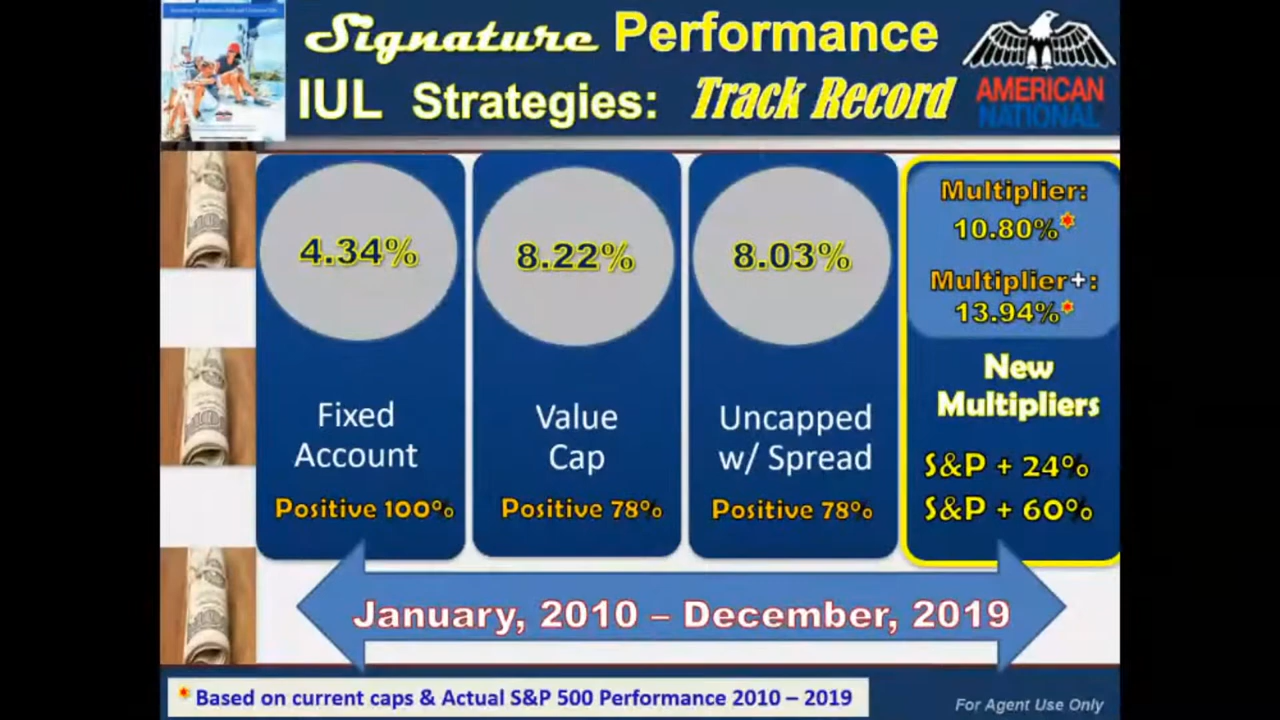 Signature Performance
IUL Strategies: Track Record
AMERICAN
NATIONAL
4.34%
Fixed
Account
Positive 100%
8.22%
Value
Cap
Positive 78%
8.03%
Uncapped
w/ Spread
Positive 78%
Multiplier:
10.80%*
Multiplier+:
13.94%*
New
Multipliers
S&P + 24%
S&P + 60%
January, 2010 – December, 2019
* Based on current caps & Actual S&P 500 Performance 2010 – 2019
For Agent Use Only